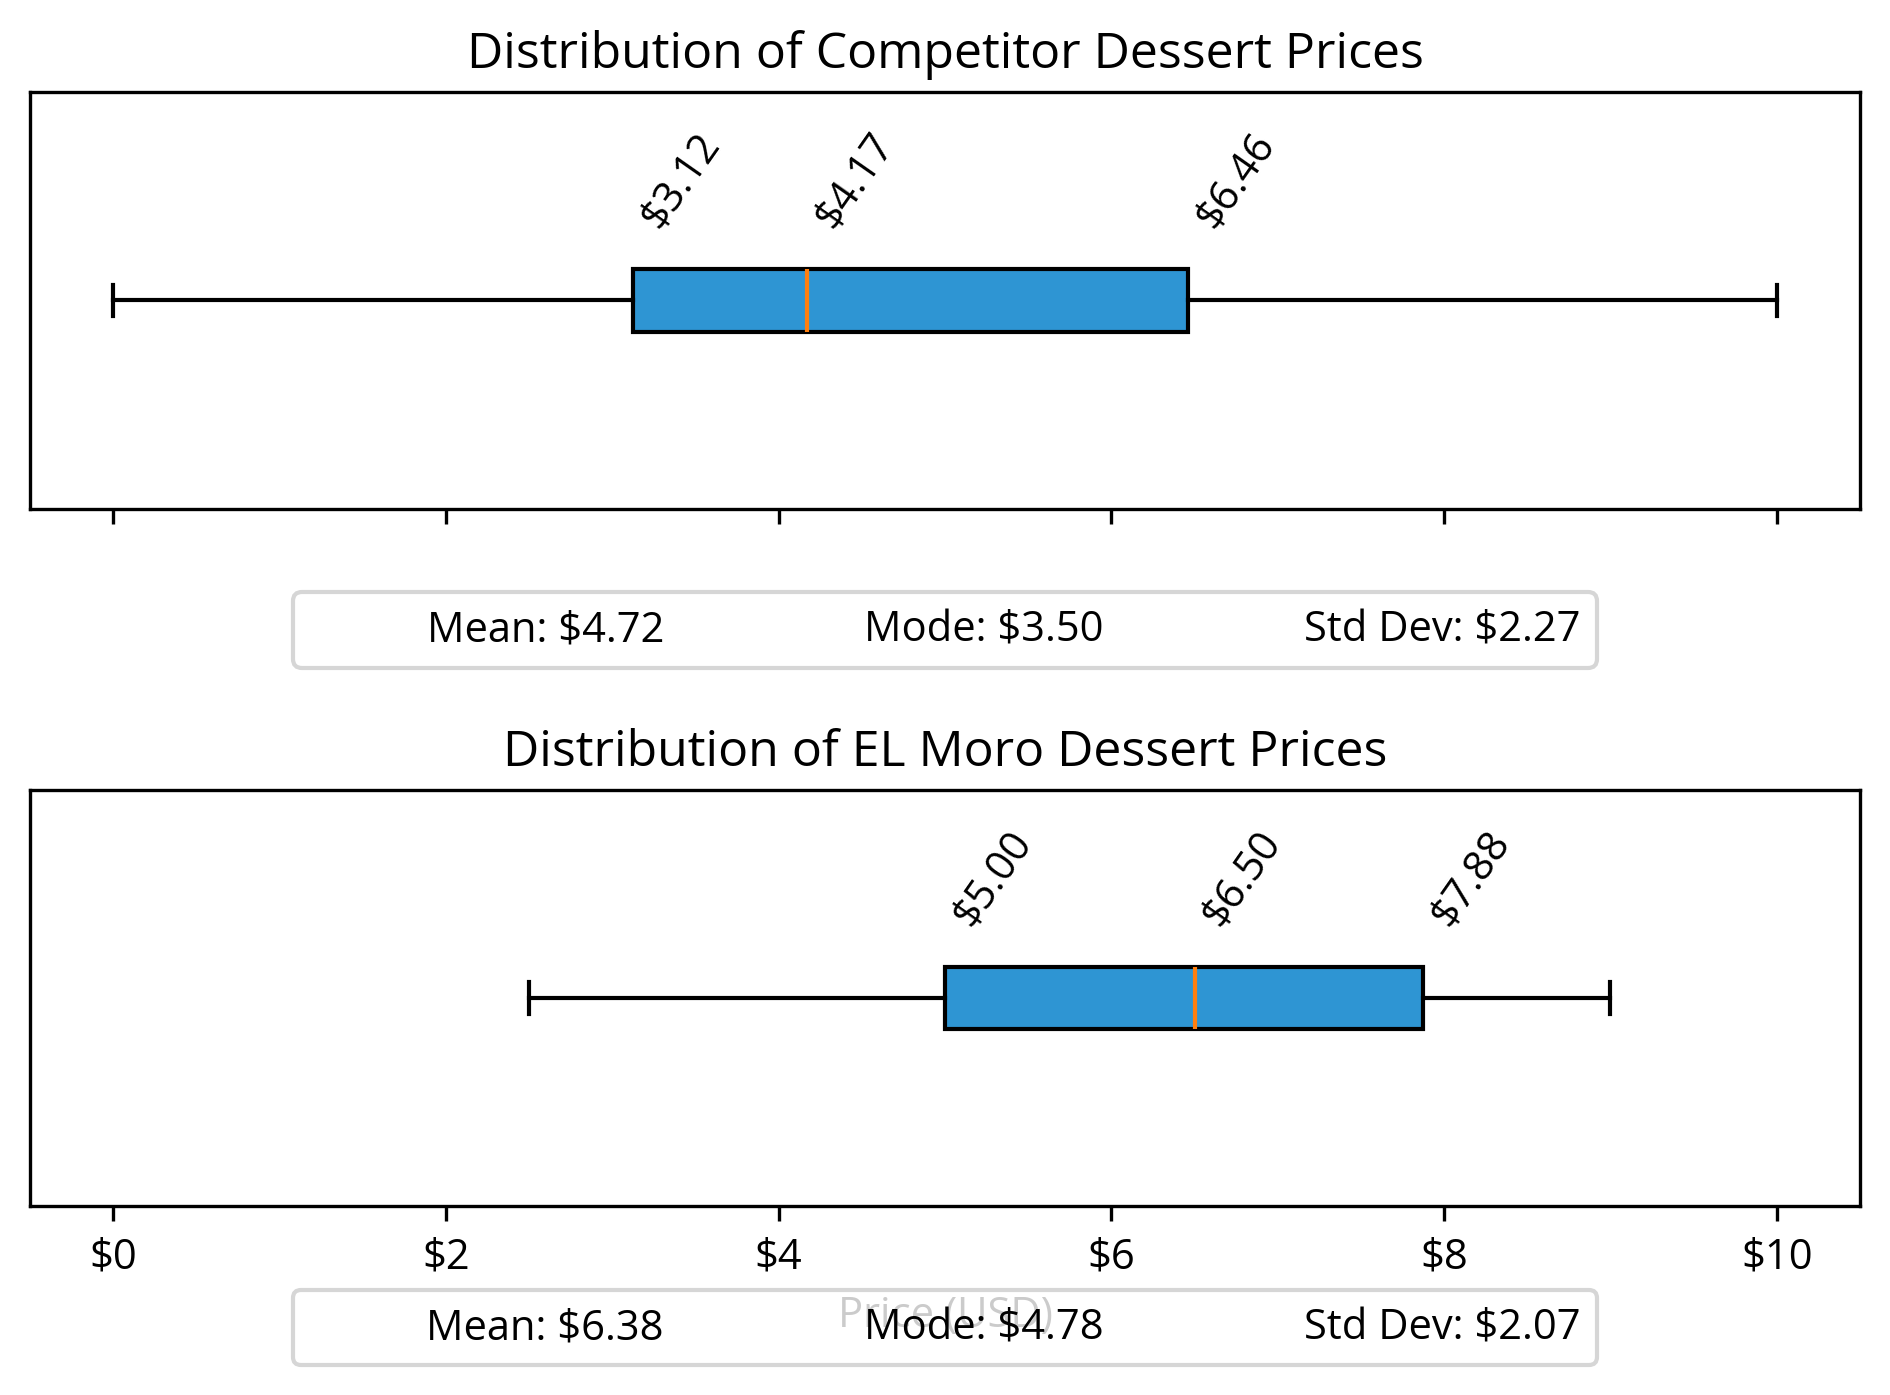 Distribution of Competitor Dessert Prices
$3.12 $4.17 $6.46
Mean: $4.72 Mode: $3.50 Std Dev: $2.27
Distribution of EL Moro Dessert Prices
$5.00 $6.50 $7.88
$0 $2 $4 $6 $8 $10
Price (USD)
Mean: $6.38 Mode: $4.78 Std Dev: $2.07